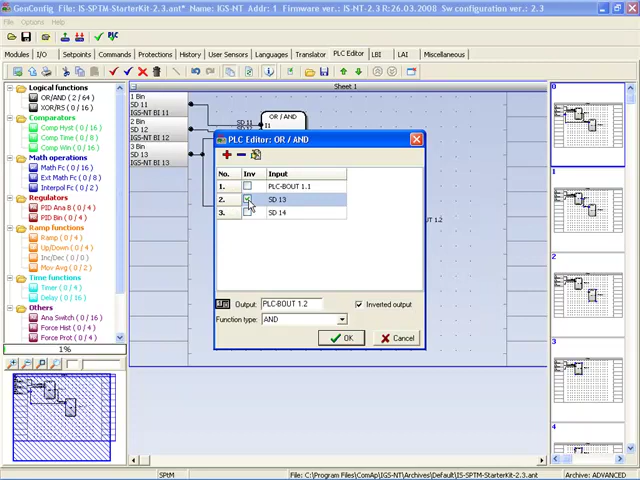 GenConfig File: IS-SPTM-StarterKit-2.3.ant* Name: IGS-NT Addr: 1 Firmware ver.: IS-NT-2.3 R:26.03.2008 Sw configuration ver.: 2.3
File Options Help
Modules I/O Setpoints Commands Protections History User Sensors Languages Translator PLC Editor LBI LAI Miscellaneous
Logical functions
OR/AND ( 2 / 64 )
XOR/RS ( 0 / 16 )
Comparators
Comp Hyst ( 0 / 16 )
Comp Time ( 0 / 8 )
Comp Win ( 0 / 16 )
Math operations
Math Fc ( 0 / 16 )
Ext Math Fc ( 0 / 8 )
Interpol Fc ( 0 / 2 )
Regulators
PID Ana B ( 0 / 4 )
PID Bin ( 0 / 4 )
Ramp functions
Ramp ( 0 / 4 )
Up/Down ( 0 / 4 )
Inc/Dec ( 0 / 0 )
Mov Avg ( 0 / 2 )
Time functions
Timer ( 0 / 4 )
Delay ( 0 / 16 )
Others
Ana Switch ( 0 / 4 )
Force Hist ( 0 / 4 )
Force Prot ( 0 / 4 )
1%
Sheet 1
1 Bin
SD 11
IGS-NT BI 11
2 Bin
SD 12
IGS-NT BI 12
3 Bin
SD 13
IGS-NT BI 13
SD 11
SD 12
OR / AND
I1
PLC Editor: OR / AND
No. Inv Input
1. PLC-BOUT 1.1
2. SD 13
3. SD 14
Output: PLC-BOUT 1.2 Inverted output
Function type: AND
OK Cancel
0
1
2
3
4
SPtM
File: C:\Program Files\ComAp\IGS-NT\Archives\Default\IS-SPTM-StarterKit-2.3.ant Archive: ADVANCED